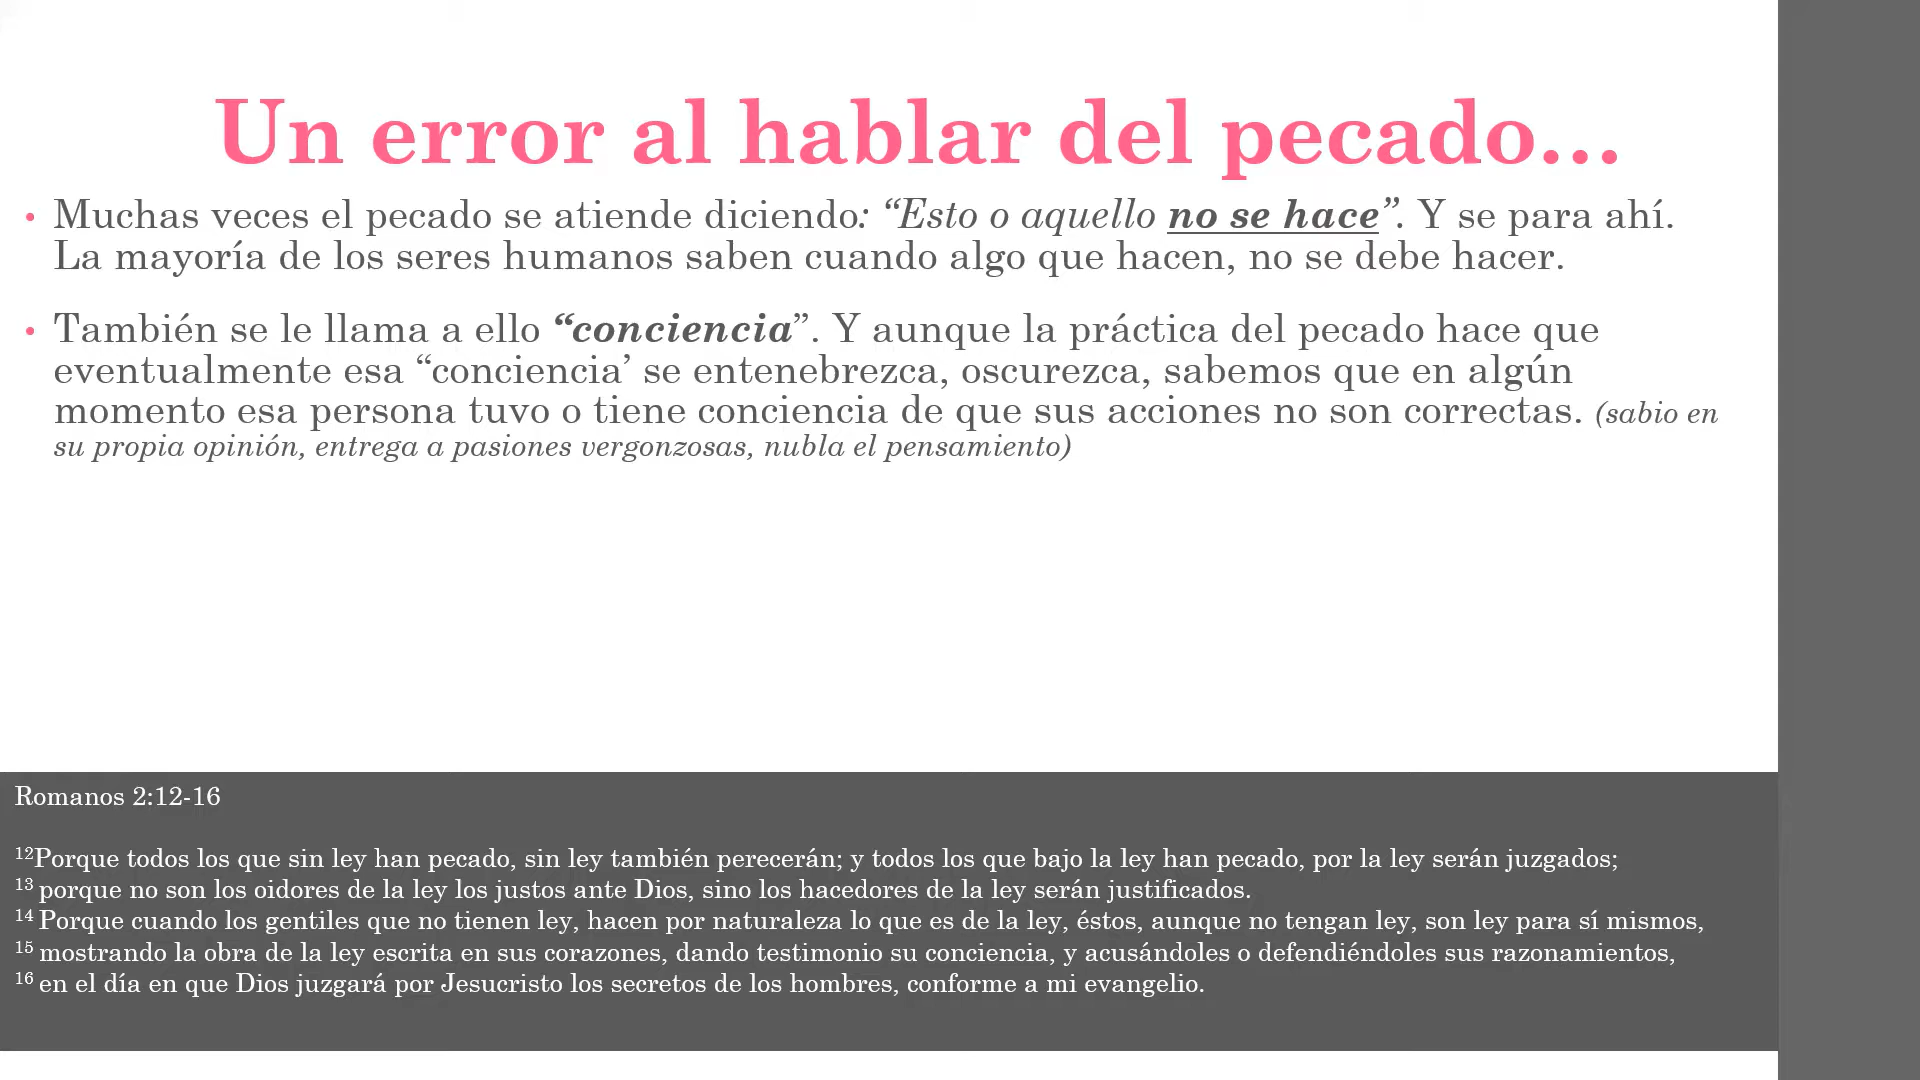 Un error al hablar del pecado...
• Muchas veces el pecado se atiende diciendo: “Esto o aquello no se hace”. Y se para ahí.
La mayoría de los seres humanos saben cuando algo que hacen, no se debe hacer.
• También se le llama a ello “conciencia”. Y aunque la práctica del pecado hace que
eventualmente esa “conciencia’ se entenebrezca, oscurezca, sabemos que en algún
momento esa persona tuvo o tiene conciencia de que sus acciones no son correctas. (sabio en
su propia opinión, entrega a pasiones vergonzosas, nubla el pensamiento)
Romanos 2:12-16
12Porque todos los que sin ley han pecado, sin ley también perecerán; y todos los que bajo la ley han pecado, por la ley serán juzgados;
13 porque no son los oidores de la ley los justos ante Dios, sino los hacedores de la ley serán justificados.
14 Porque cuando los gentiles que no tienen ley, hacen por naturaleza lo que es de la ley, éstos, aunque no tengan ley, son ley para sí mismos,
15 mostrando la obra de la ley escrita en sus corazones, dando testimonio su conciencia, y acusándoles o defendiéndoles sus razonamientos,
16 en el día en que Dios juzgará por Jesucristo los secretos de los hombres, conforme a mi evangelio.